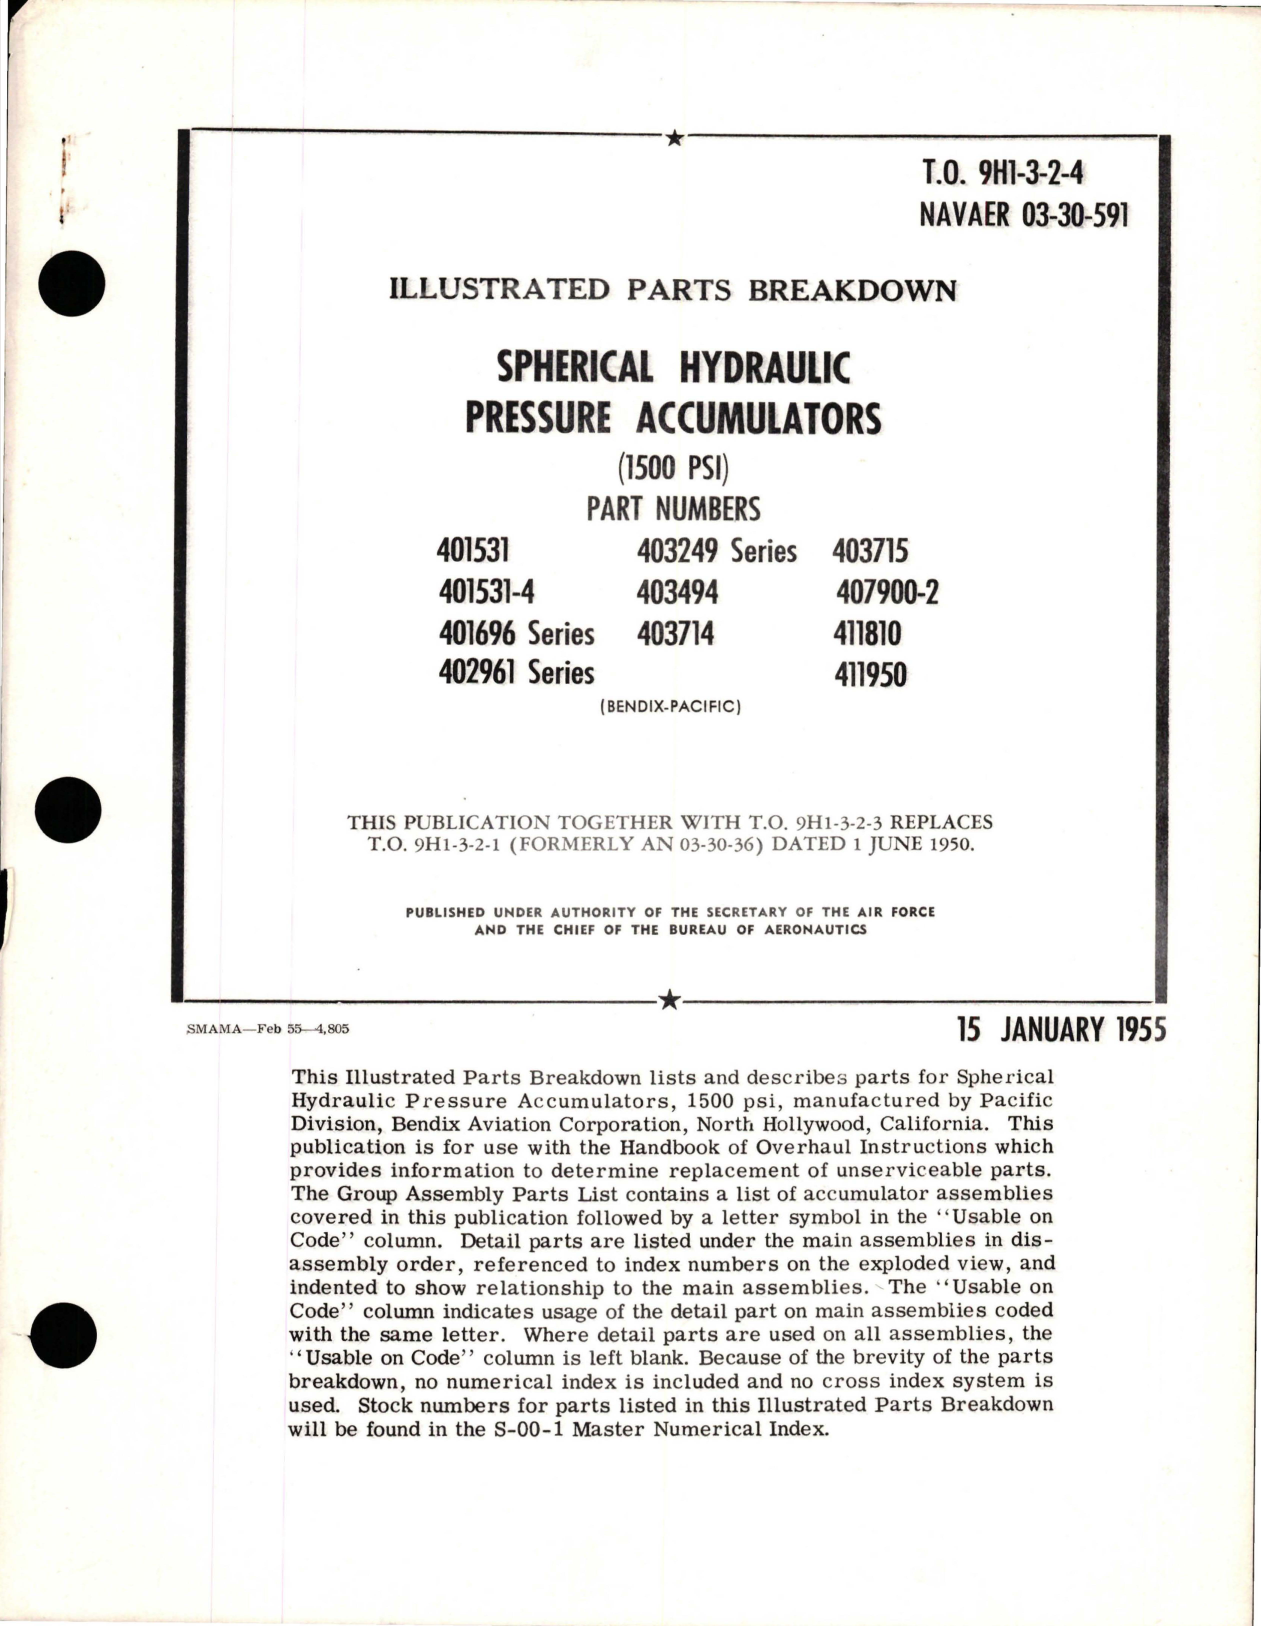 T.O. 9H1-3-2-4
NAVAER 03-30-591
ILLUSTRATED PARTS BREAKDOWN
SPHERICAL HYDRAULIC
PRESSURE ACCUMULATORS
(1500 PSI)
PART NUMBERS
401531 403249 Series 403715
401531-4 403494 407900-2
401696 Series 403714 411810
402961 Series 411950
(BENDIX-PACIFIC)
THIS PUBLICATION TOGETHER WITH T.O. 9H1-3-2-3 REPLACES
T.O. 9H1-3-2-1 (FORMERLY AN 03-30-36) DATED 1 JUNE 1950.
PUBLISHED UNDER AUTHORITY OF THE SECRETARY OF THE AIR FORCE
AND THE CHIEF OF THE BUREAU OF AERONAUTICS
SMAMA—Feb 55—4,805
15 JANUARY 1955
This Illustrated Parts Breakdown lists and describes parts for Spherical
Hydraulic Pressure Accumulators, 1500 psi, manufactured by Pacific
Division, Bendix Aviation Corporation, North Hollywood, California. This
publication is for use with the Handbook of Overhaul Instructions which
provides information to determine replacement of unserviceable parts.
The Group Assembly Parts List contains a list of accumulator assemblies
covered in this publication followed by a letter symbol in the ‘‘Usable on
Code’’ column. Detail parts are listed under the main assemblies in dis-
assembly order, referenced to index numbers on the exploded view, and
indented to show relationship to the main assemblies. The ‘‘Usable on
Code’’ column indicates usage of the detail part on main assemblies coded
with the same letter. Where detail parts are used on all assemblies, the
‘‘Usable on Code’’ column is left blank. Because of the brevity of the parts
breakdown, no numerical index is included and no cross index system is
used. Stock numbers for parts listed in this Illustrated Parts Breakdown
will be found in the S-00-1 Master Numerical Index.